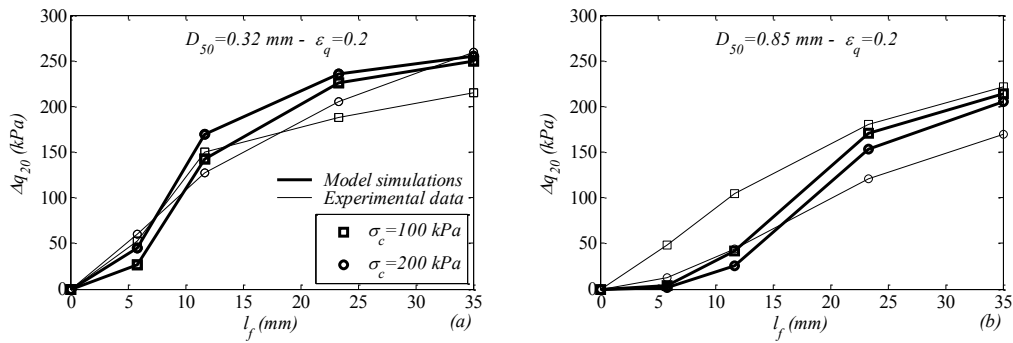 300
D50=0.32 mm - εq=0.2
250
200
150
100
50
0
Δq20 (kPa)
Model simulations
Experimental data
σc=100 kPa
σc=200 kPa
0 5 10 15 20 25 30 35
lf (mm)
(a)
300
D50=0.85 mm - εq=0.2
250
200
150
100
50
0
Δq20 (kPa)
0 5 10 15 20 25 30 35
lf (mm)
(b)